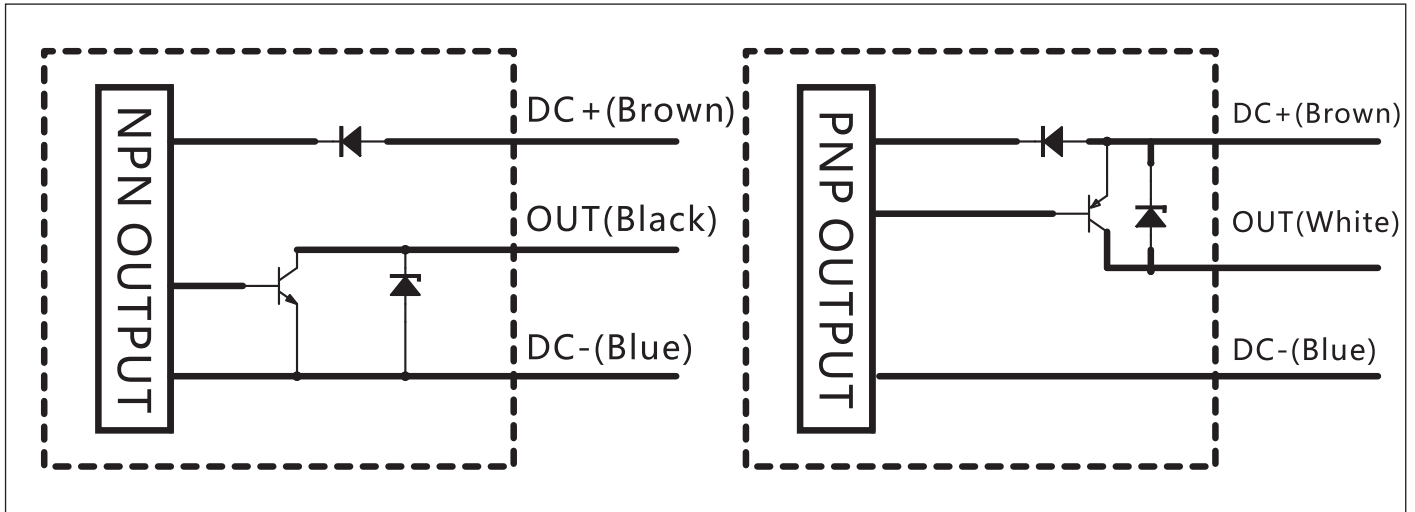 NPN OUTPUT
DC+(Brown)
OUT(Black)
DC-(Blue)
PNP OUTPUT
DC+(Brown)
OUT(White)
DC-(Blue)